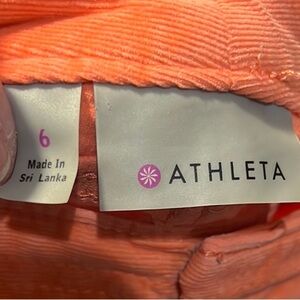 6
Made In
Sri Lanka
ATHLETA